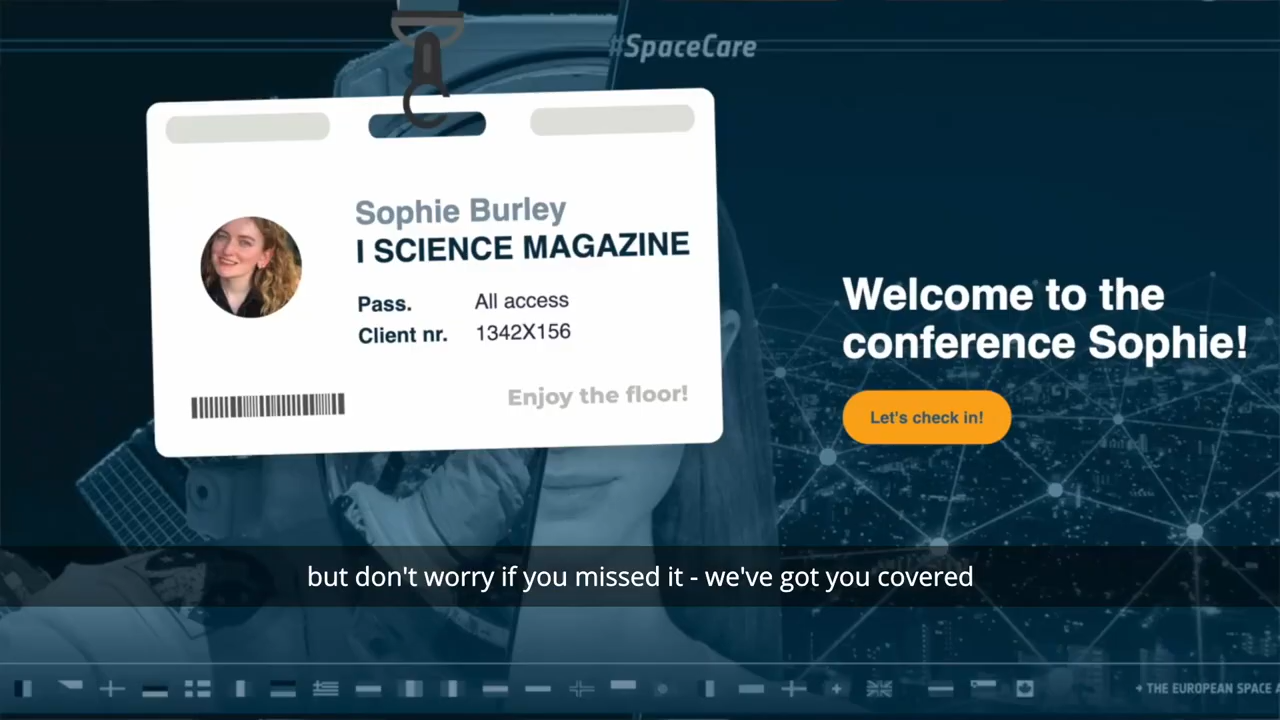 #SpaceCare
Sophie Burley
I SCIENCE MAGAZINE
Pass. All access
Client nr. 1342X156
Enjoy the floor!
Welcome to the
conference Sophie!
Let's check in!
but don't worry if you missed it - we've got you covered
THE EUROPEAN SPACE